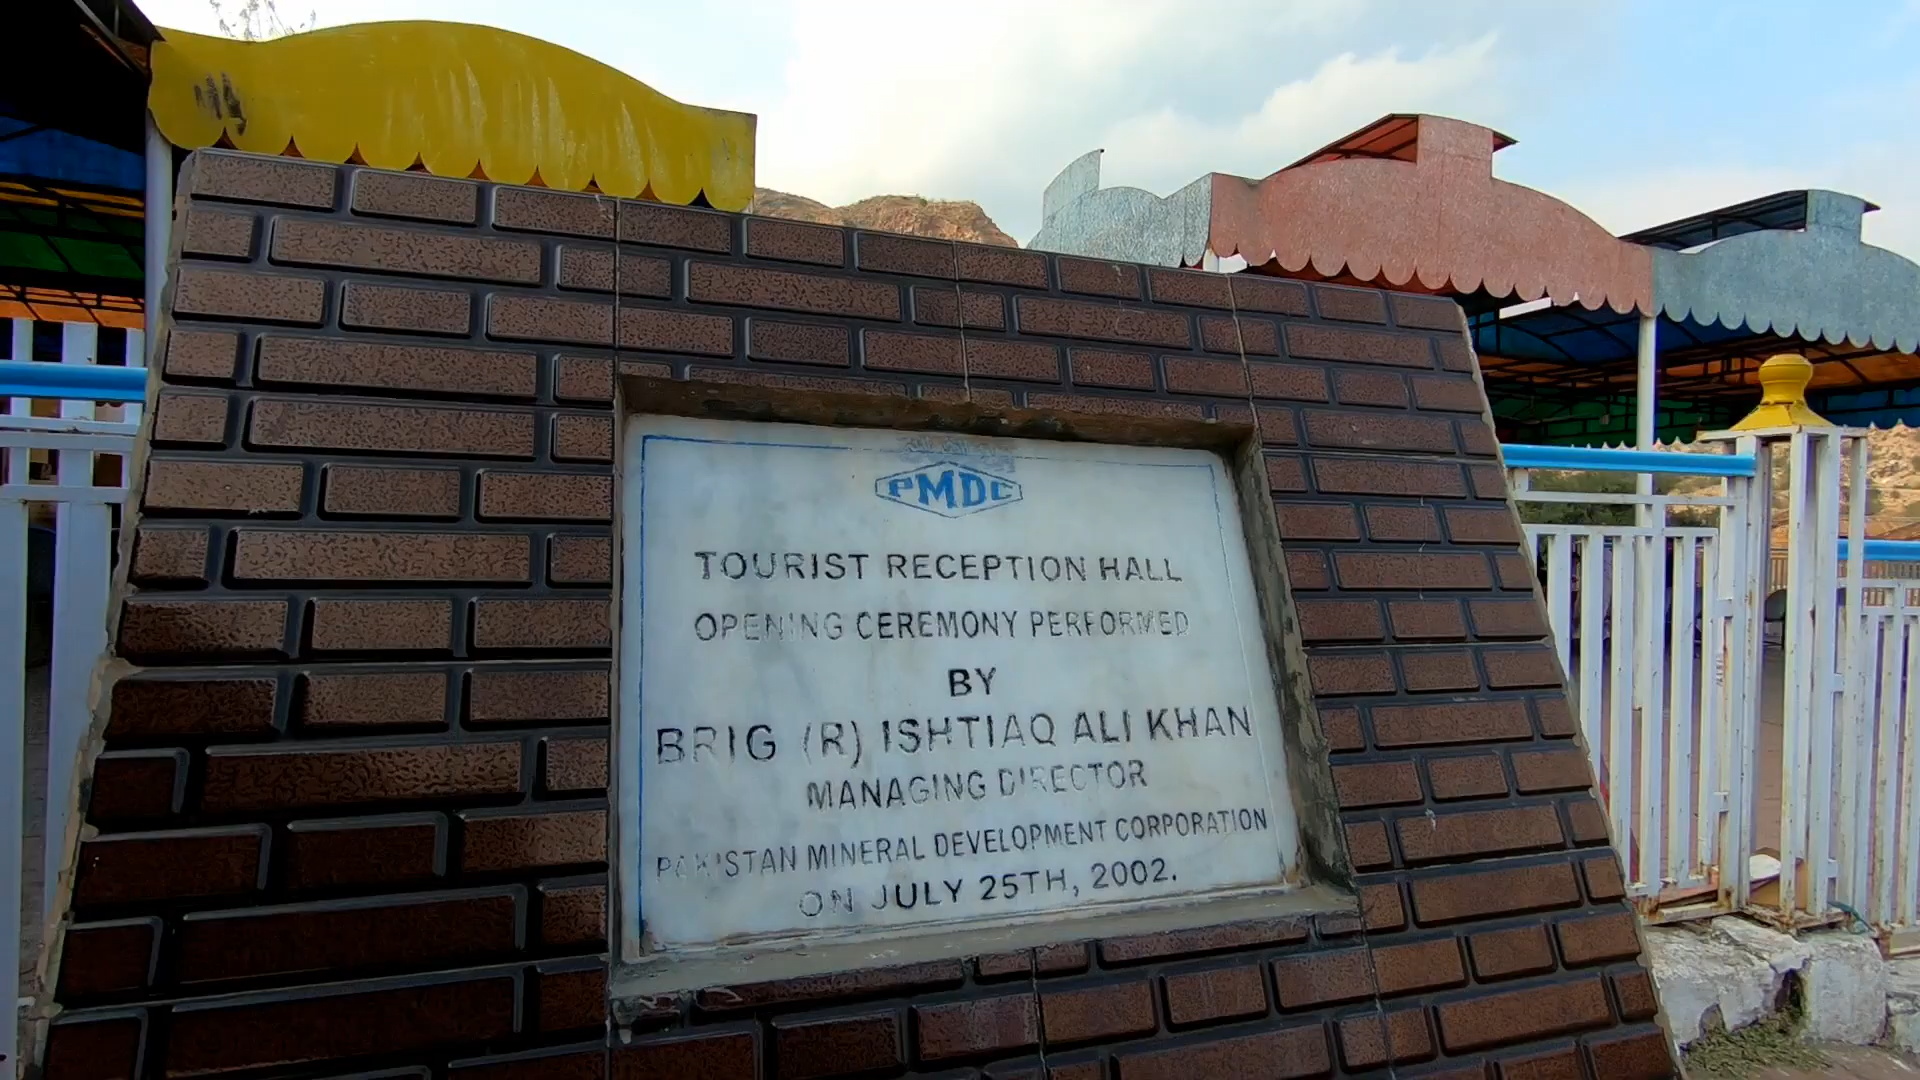 PMDC
TOURIST RECEPTION HALL
OPENING CEREMONY PERFORMED
BY
BRIG (R) ISHTIAQ ALI KHAN
MANAGING DIRECTOR
PAKISTAN MINERAL DEVELOPMENT CORPORATION
ON JULY 25TH, 2002.